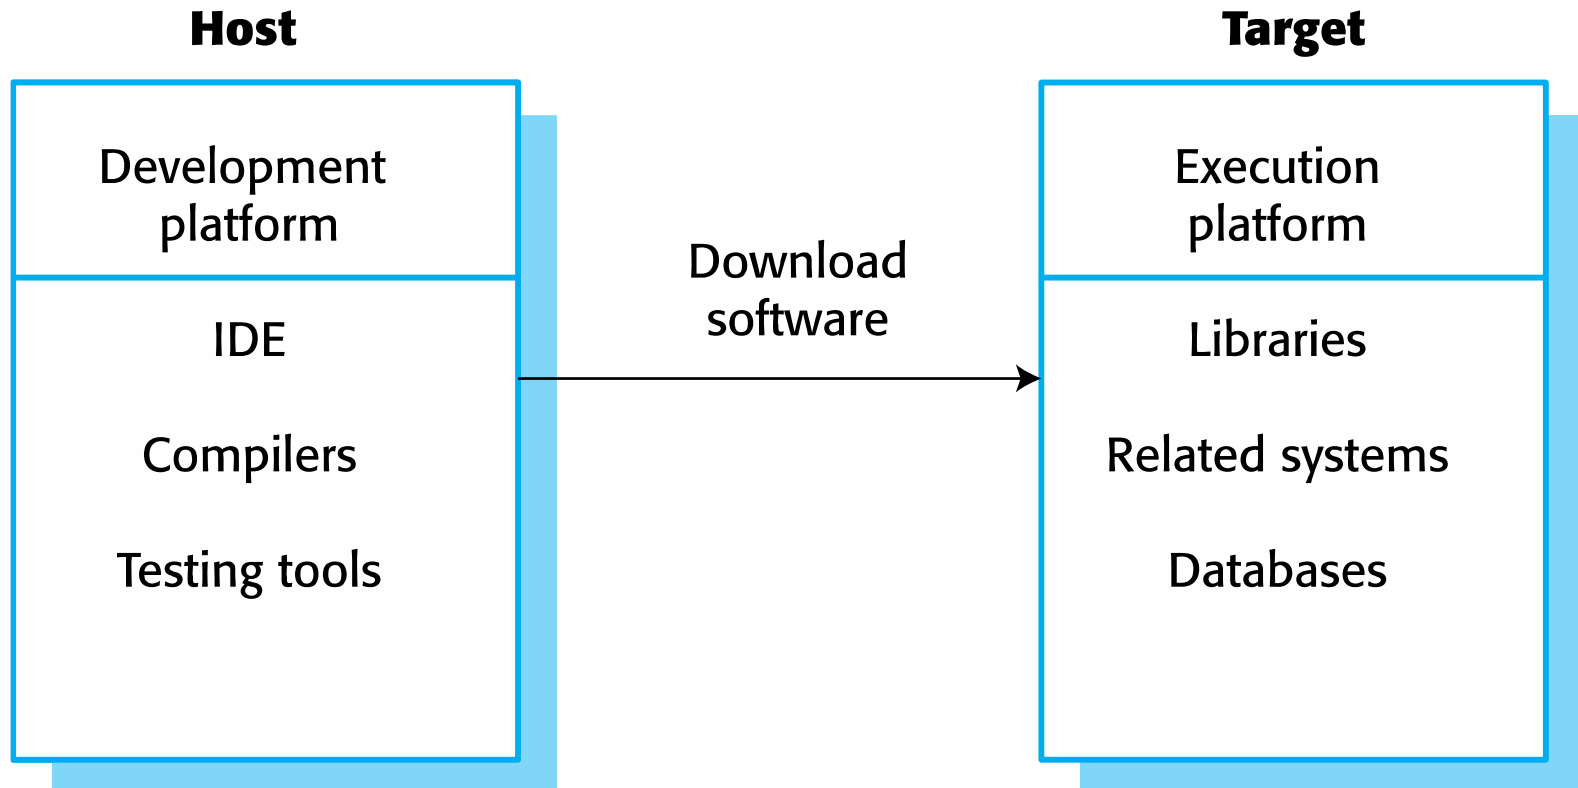 Host
Development
platform
IDE
Compilers
Testing tools
Download
software
Target
Execution
platform
Libraries
Related systems
Databases